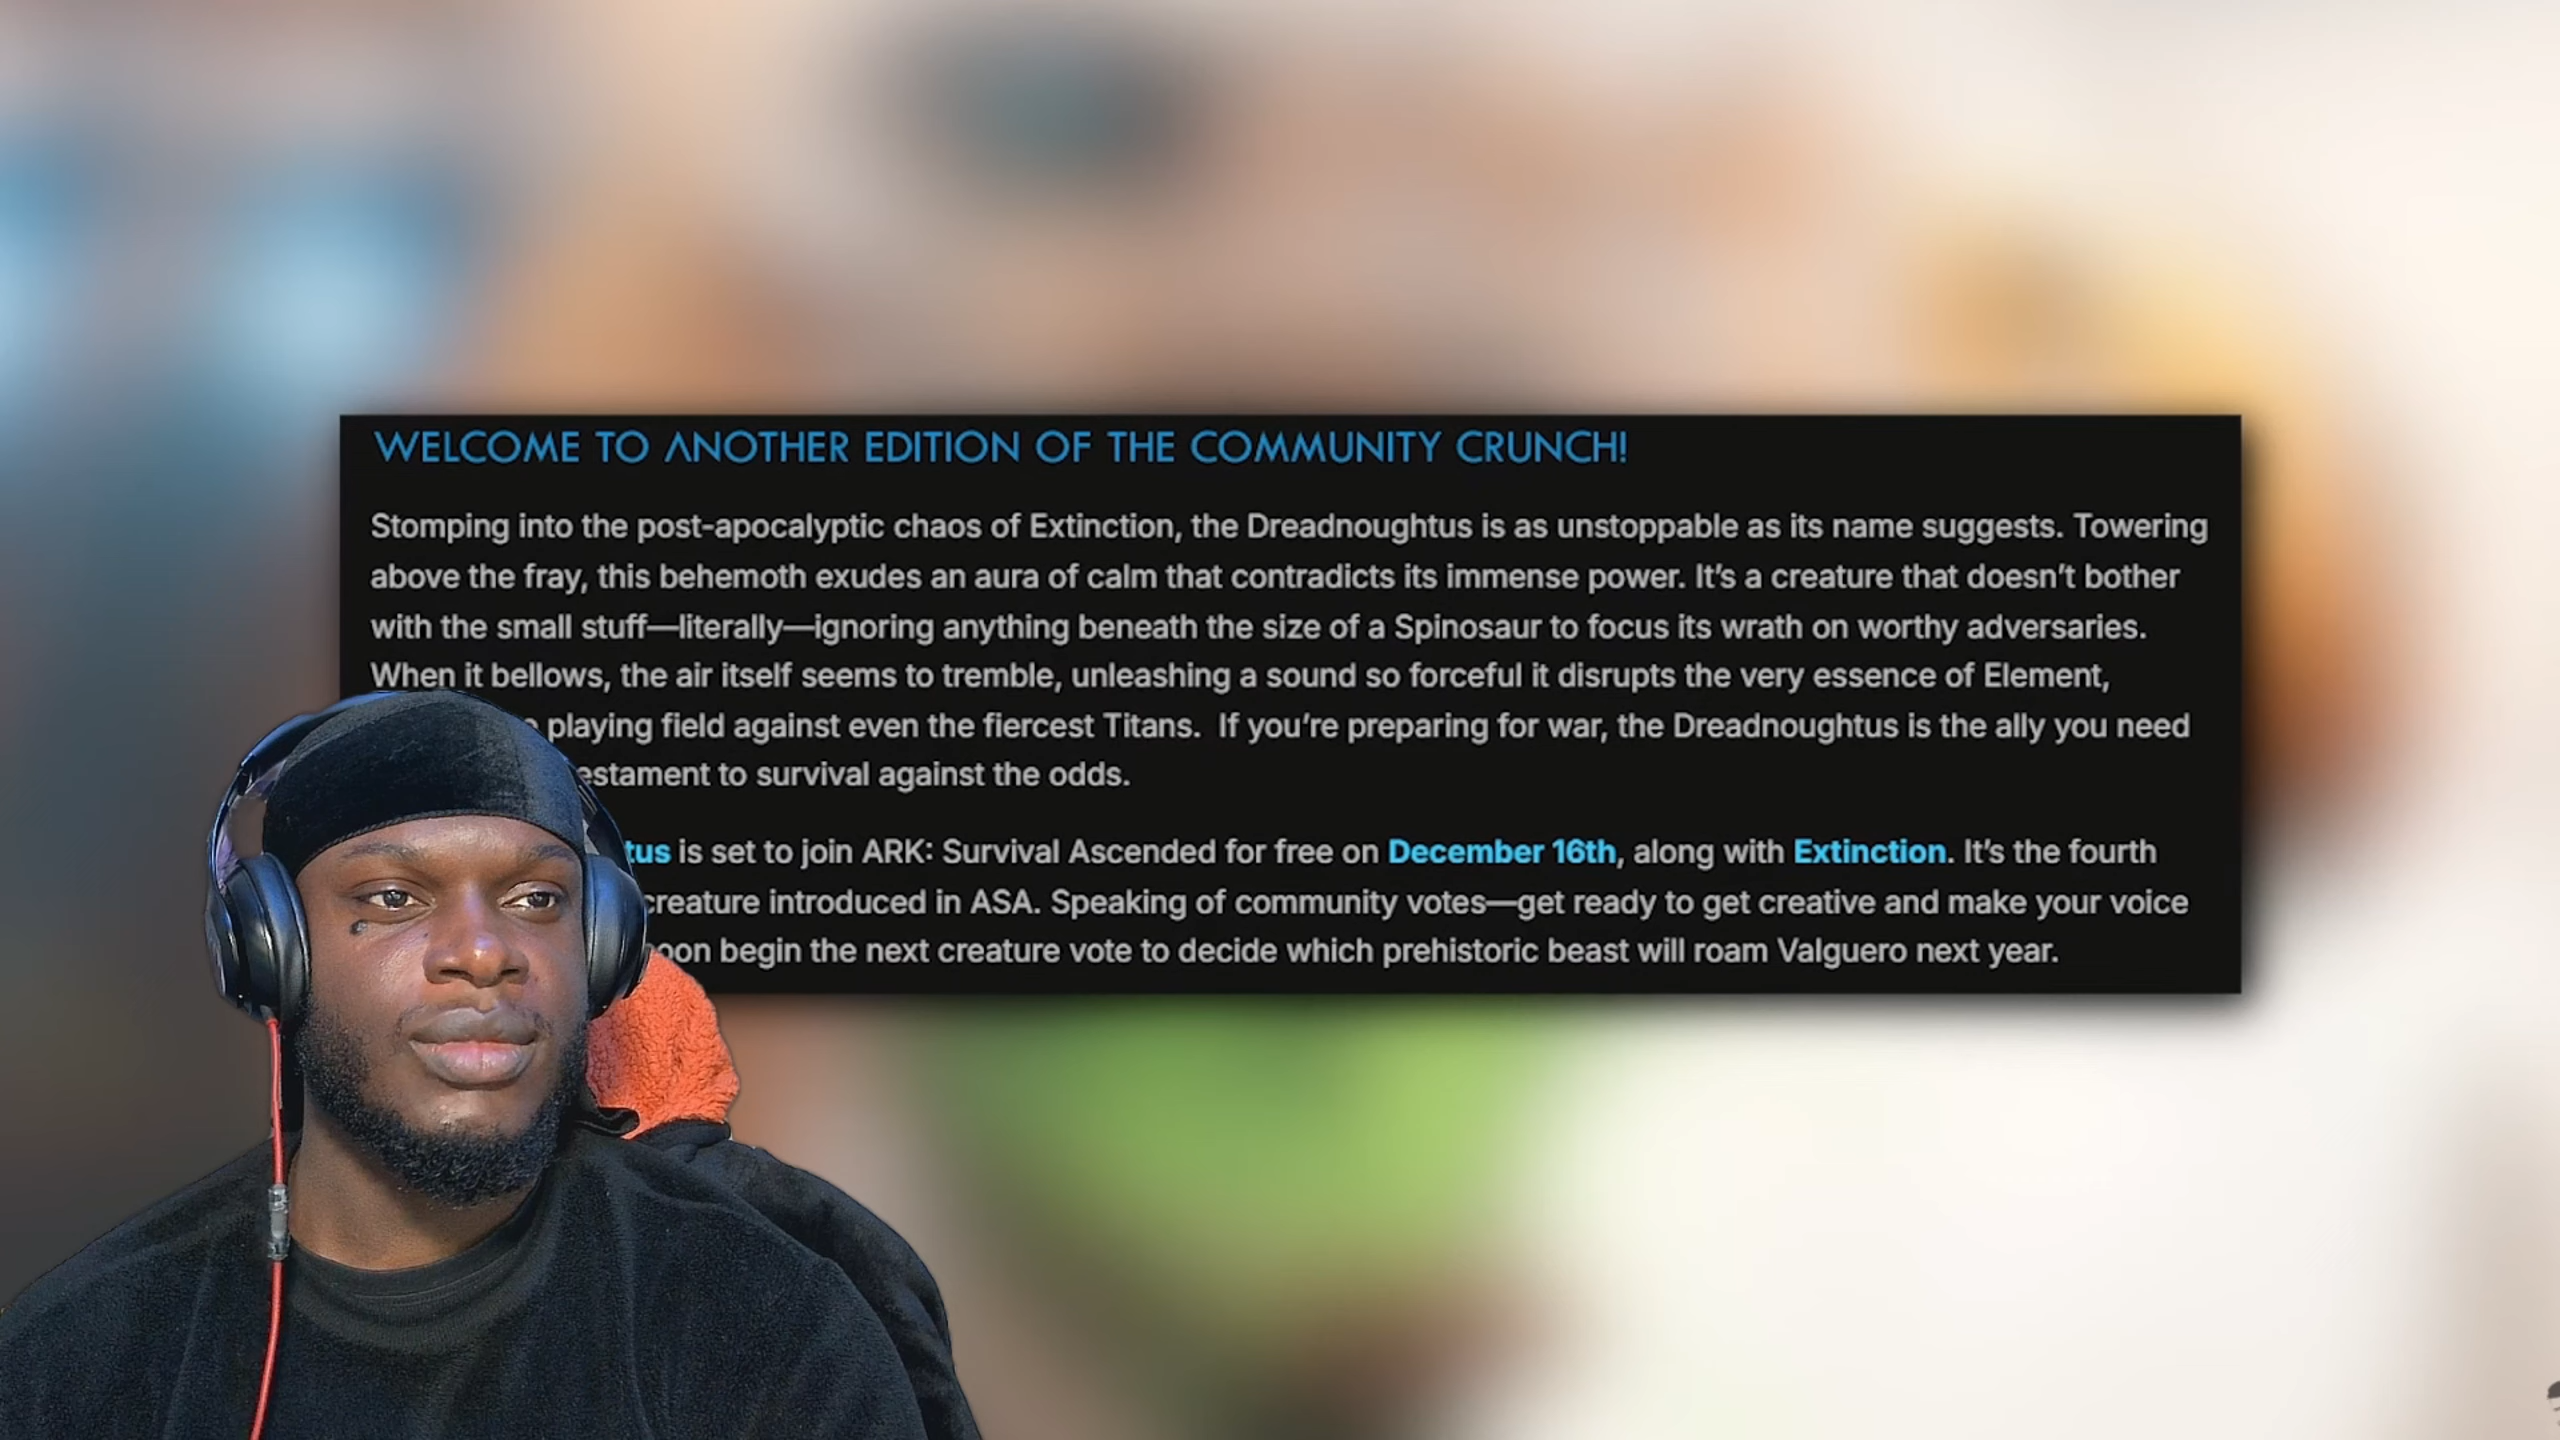 WELCOME TO ANOTHER EDITION OF THE COMMUNITY CRUNCH!
Stomping into the post-apocalyptic chaos of Extinction, the Dreadnoughtus is as unstoppable as its name suggests. Towering
above the fray, this behemoth exudes an aura of calm that contradicts its immense power. It’s a creature that doesn’t bother
with the small stuff—literally—ignoring anything beneath the size of a Spinosaur to focus its wrath on worthy adversaries.
When it bellows, the air itself seems to tremble, unleashing a sound so forceful it disrupts the very essence of Element,
playing field against even the fiercest Titans. If you’re preparing for war, the Dreadnoughtus is the ally you need
estament to survival against the odds.
tus is set to join ARK: Survival Ascended for free on December 16th, along with Extinction. It’s the fourth
creature introduced in ASA. Speaking of community votes—get ready to get creative and make your voice
oon begin the next creature vote to decide which prehistoric beast will roam Valguero next year.